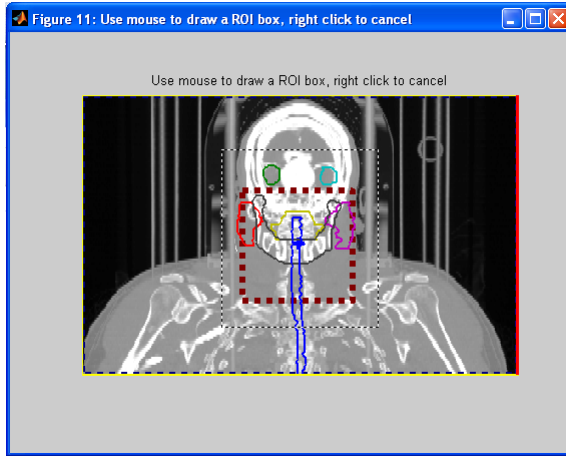 Figure 11: Use mouse to draw a ROI box, right click to cancel
Use mouse to draw a ROI box, right click to cancel